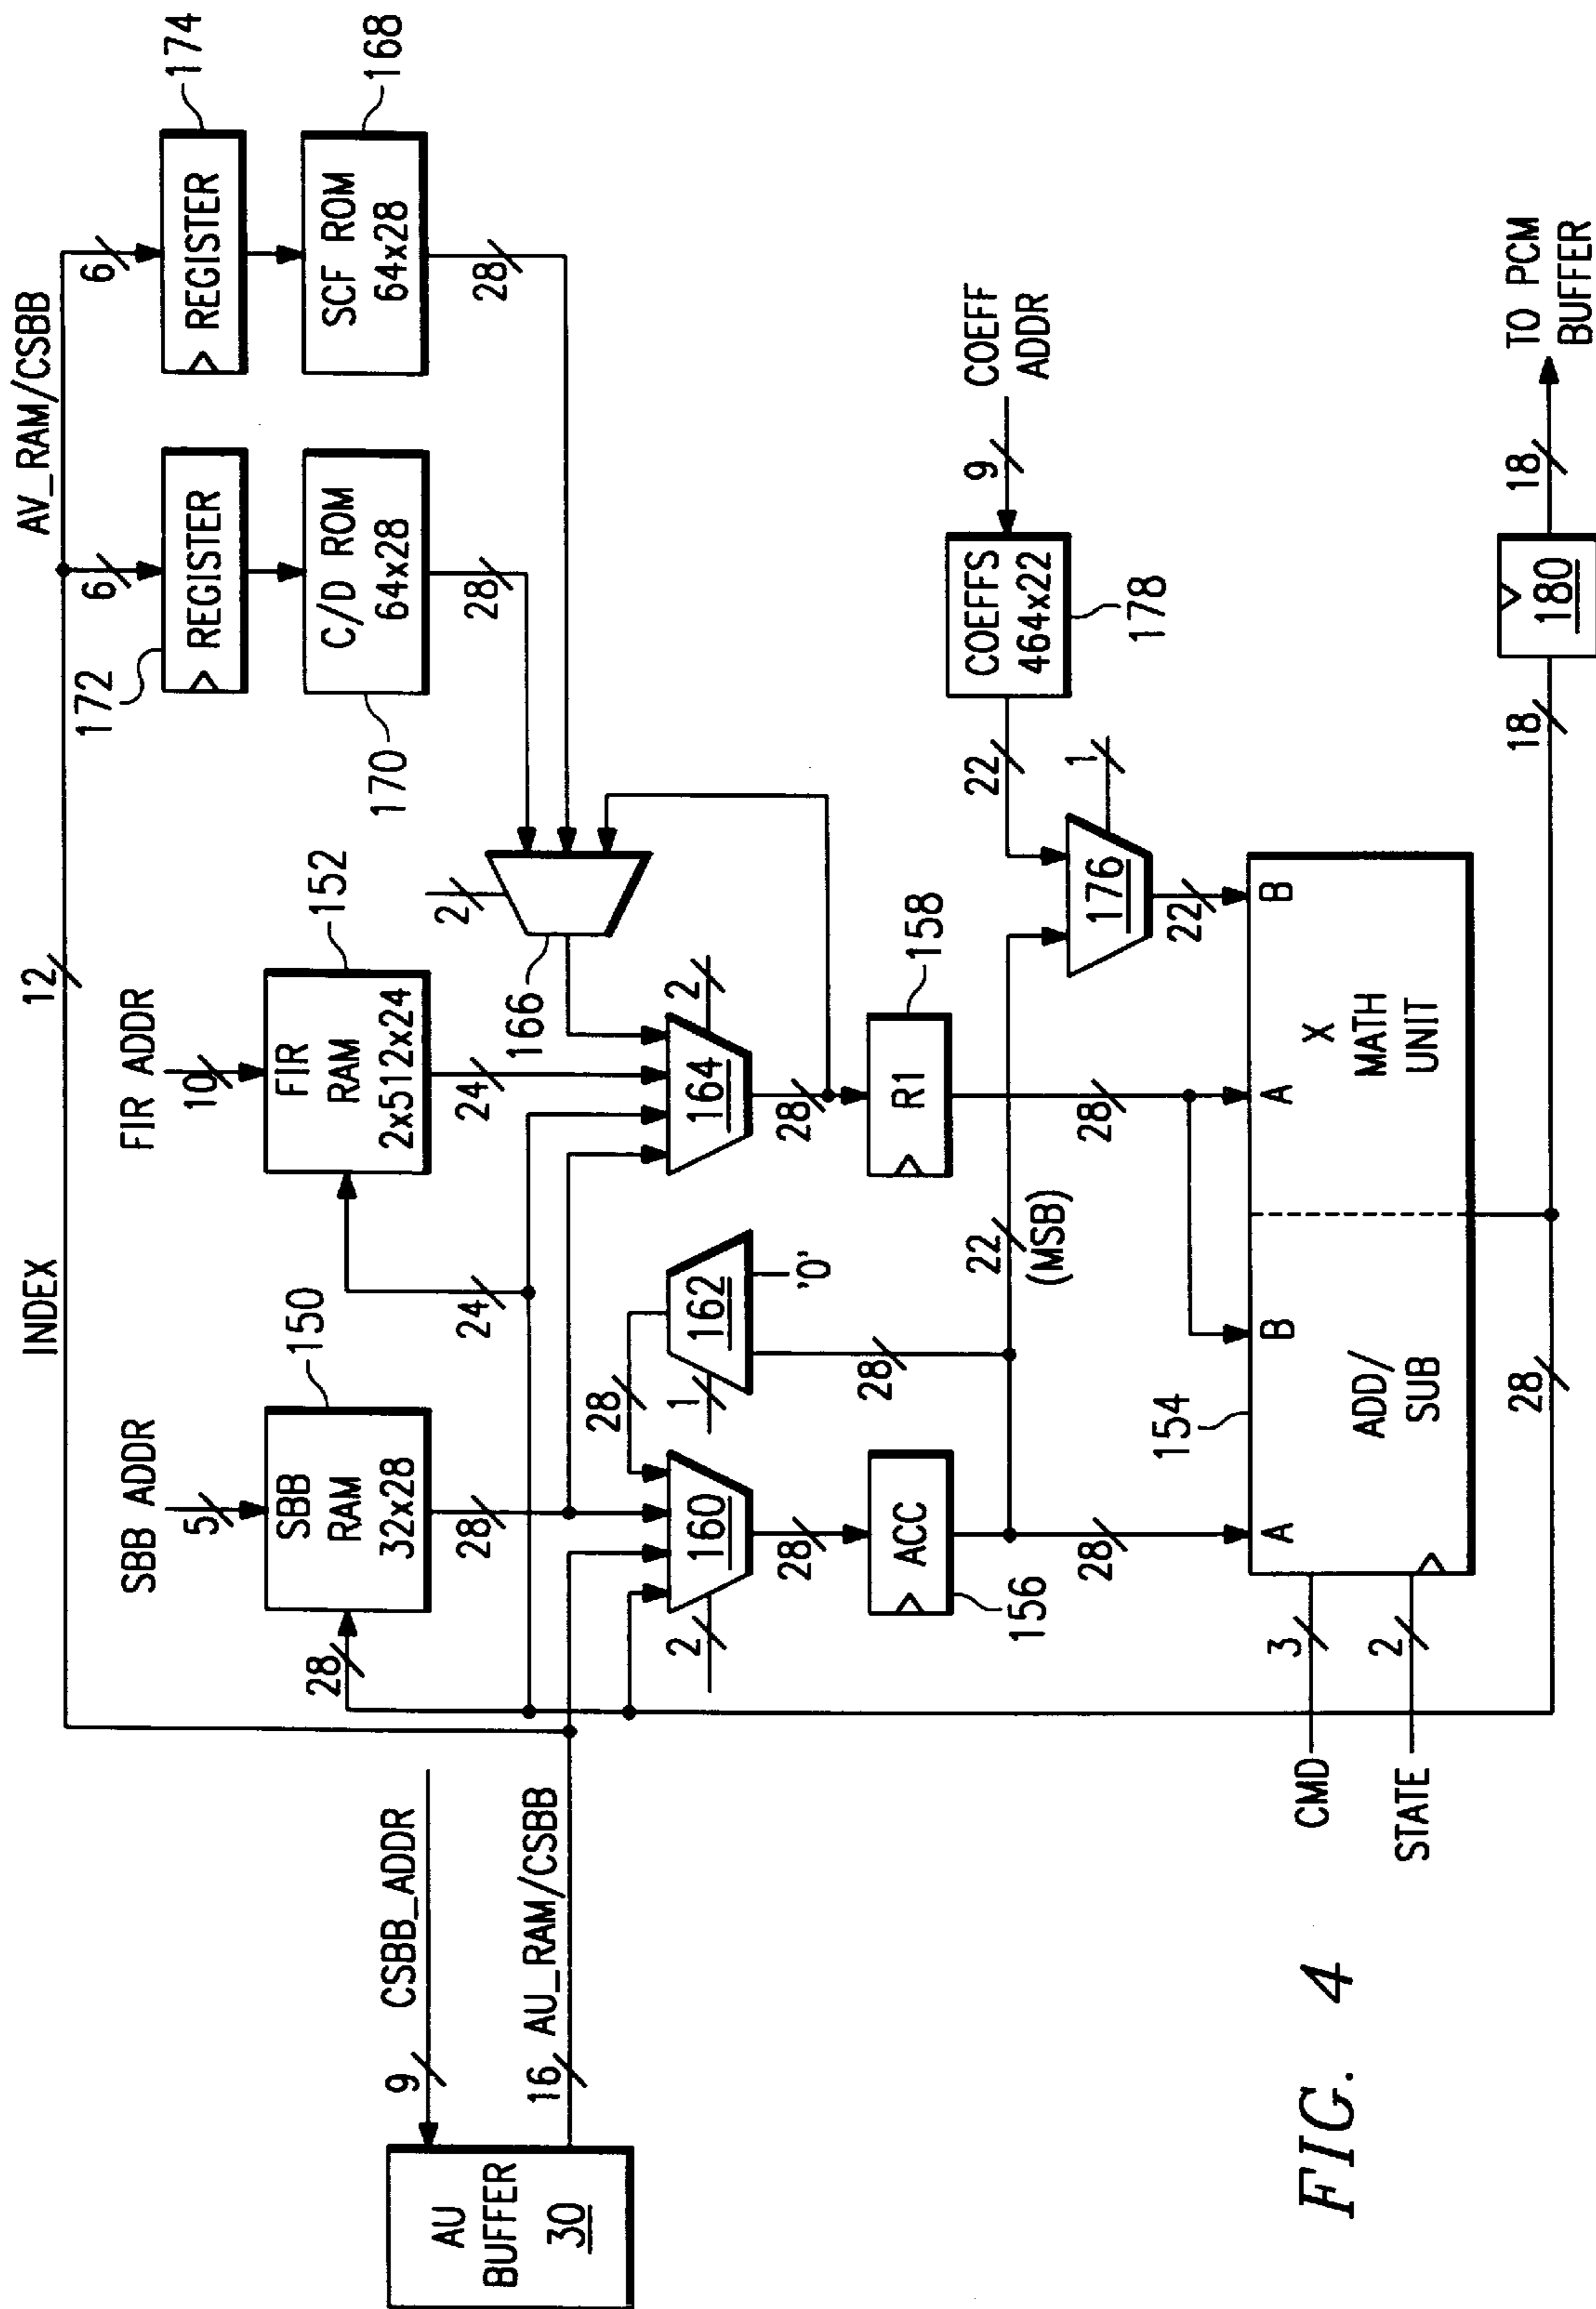 AU
BUFFER
30
9
CSBB_ADDR
16
AU_RAM/CSBB
INDEX
12
AV_RAM/CSBB
SBB ADDR
5
150
SBB
RAM
32x28
28
28
FIR ADDR
10
152
FIR
RAM
2x512x24
24
24
6
172
REGISTER
C/D ROM
64x28
170
28
6
174
REGISTER
SCF ROM
64x28
168
28
2
166
160
2
28
28
162
1
'0'
28
164
2
28
ACC
156
28
22
(MSB)
R1
158
28
COEFF
ADDR
9
COEFFS
464x22
178
22
176
1
22
CMD
3
STATE
2
154
A
B
ADD/
SUB
A
B
X
MATH
UNIT
28
18
180
18
TO PCM
BUFFER
FIG. 4